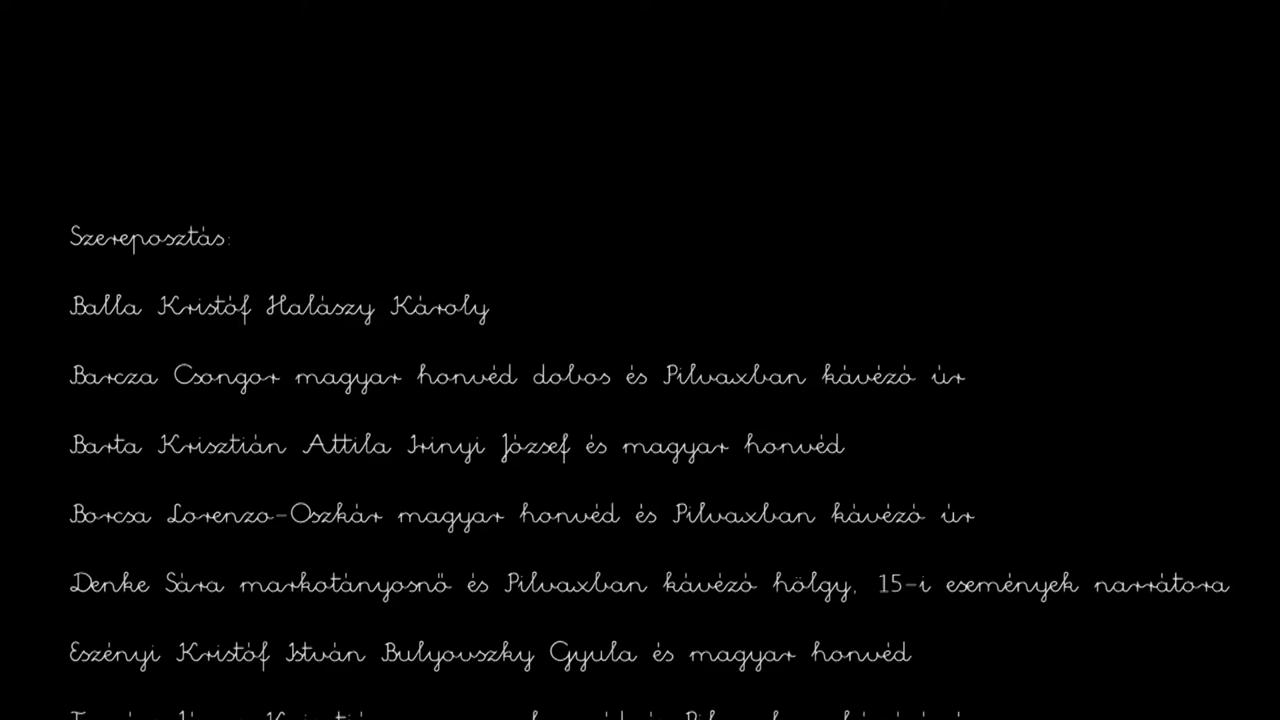 Szereposztás:
Balla Kristóf Halászy Károly
Barcza Csongor magyar honvéd dobos és Pilvaxban kávézó úr
Barta Krisztián Attila Irinyi József és magyar honvéd
Borcsa Lorenzo-Oszkár magyar honvéd és Pilvaxban kávézó úr
Denke Sára markotányosnő és Pilvaxban kávézó hölgy, 15-i események narrátora
Eszényi Kristóf István Bulyovszky Gyula és magyar honvéd